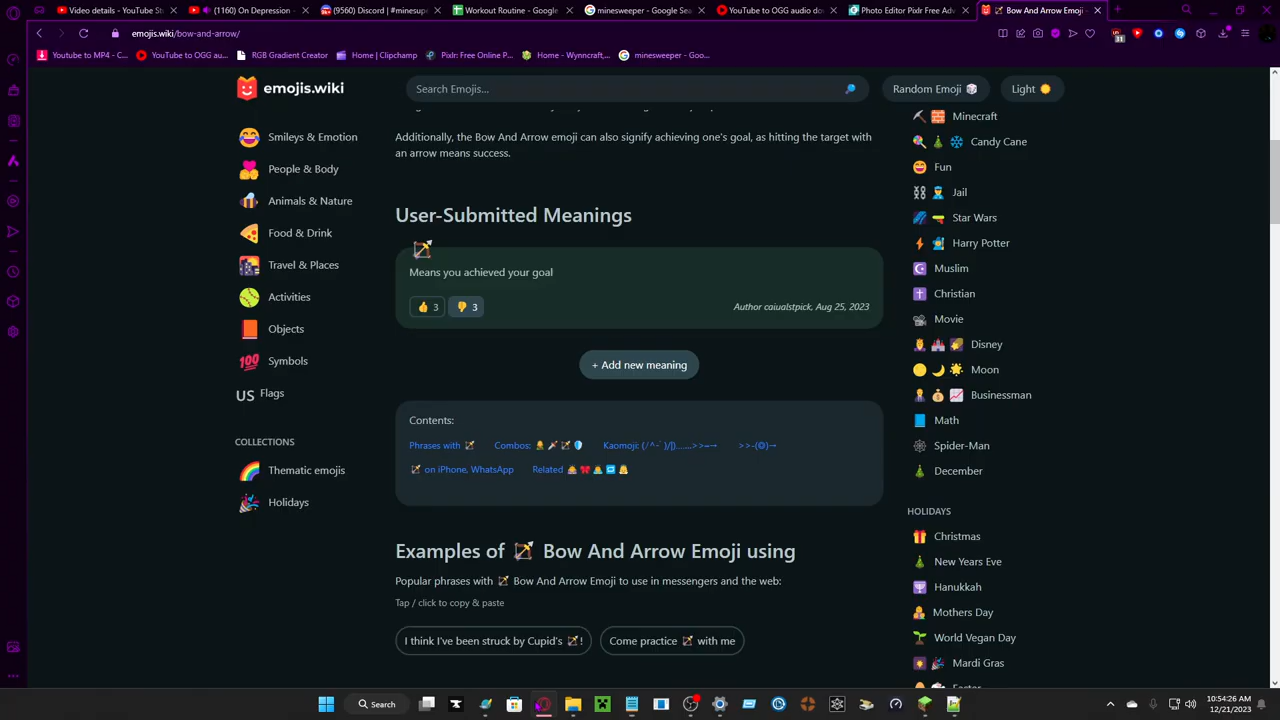 Video details - YouTube S
(1160) On Depression -
(9560) Discord | #minesup
Workout Routine - Google
minesweeper - Google Sea
YouTube to OGG audio do
Photo Editor Pixlr Free Adv
Bow And Arrow Emoji
emojis.wiki/bow-and-arrow/
31
Youtube to MP4 - C...
YouTube to OGG au...
RGB Gradient Creator
Home | Clipchamp
Pixlr: Free Online P...
Home - Wynncraft,...
minesweeper - Goo...
emojis.wiki
Search Emojis...
Random Emoji
Light
Smileys & Emotion
People & Body
Animals & Nature
Food & Drink
Travel & Places
Activities
Objects
Symbols
US Flags
COLLECTIONS
Thematic emojis
Holidays
Additionally, the Bow And Arrow emoji can also signify achieving one's goal, as hitting the target with
an arrow means success.
User-Submitted Meanings
Means you achieved your goal
👍 3
👎 3
Author caiualstpick, Aug 25, 2023
+ Add new meaning
Contents:
Phrases with 🏹
Combos:
Kaomoji:
🏹 on iPhone, WhatsApp
Related
Examples of 🏹 Bow And Arrow Emoji using
Popular phrases with 🏹 Bow And Arrow Emoji to use in messengers and the web:
Tap / click to copy & paste
I think I've been struck by Cupid's 🏹!
Come practice 🏹 with me
Minecraft
Candy Cane
Fun
Jail
Star Wars
Harry Potter
Muslim
Christian
Movie
Disney
Moon
Businessman
Math
Spider-Man
December
HOLIDAYS
Christmas
New Years Eve
Hanukkah
Mothers Day
World Vegan Day
Mardi Gras
Search
10:54:26 AM
12/21/2023